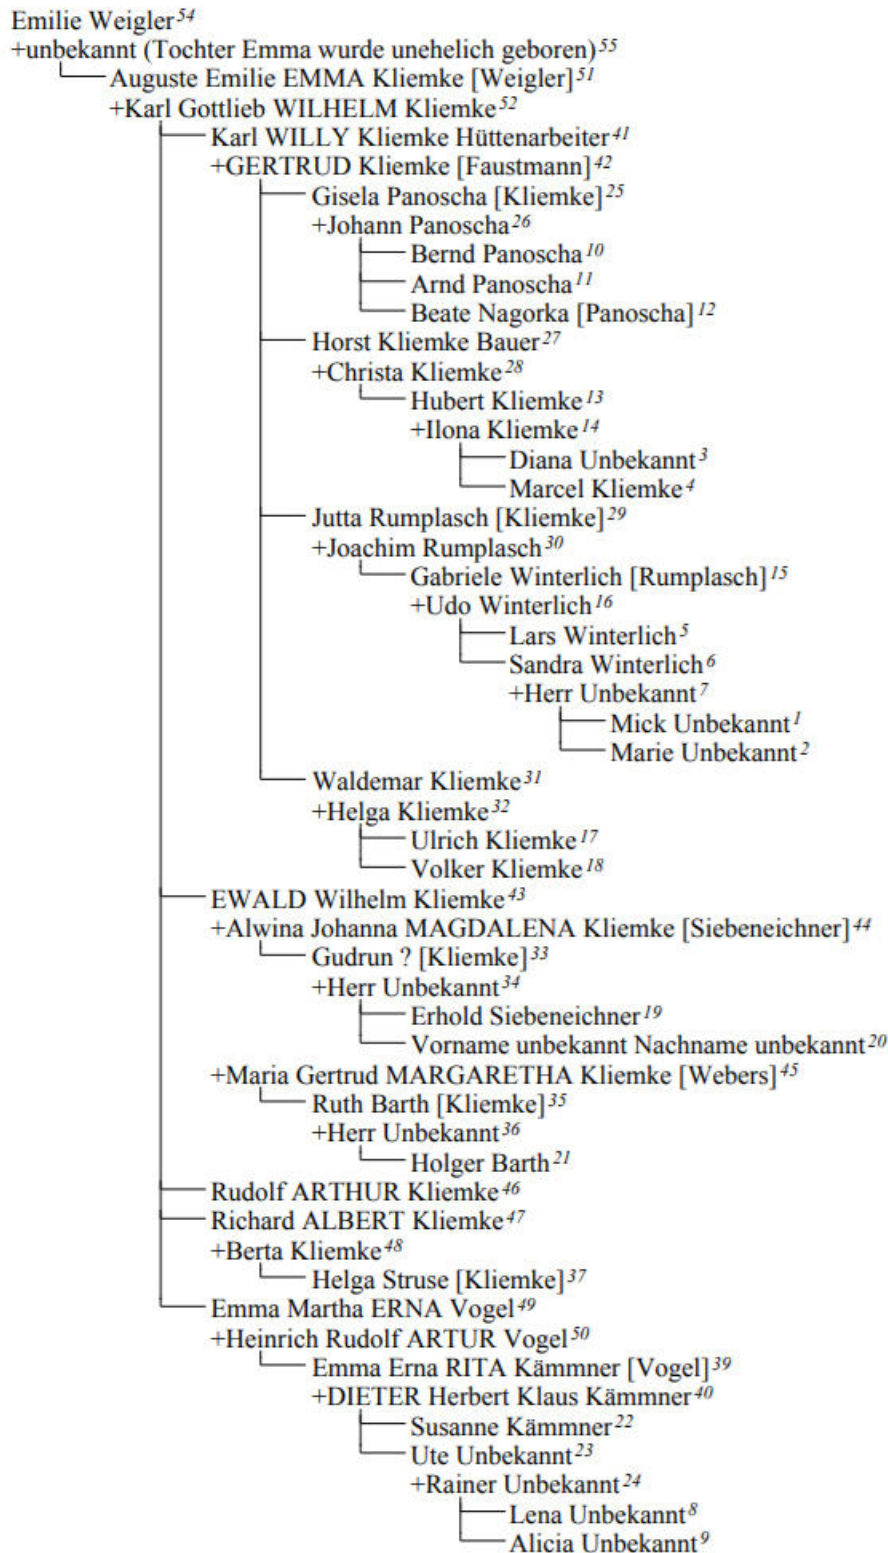 Emilie Weigler54
+unbekannt (Tochter Emma wurde unehelich geboren)55
Auguste Emilie EMMA Kliemke [Weigler]51
+Karl Gottlieb WILHELM Kliemke52
Karl WILLY Kliemke Hüttenarbeiter41
+GERTRUD Kliemke [Faustmann]42
Gisela Panoscha [Kliemke]25
+Johann Panoscha26
Bernd Panoscha10
Arnd Panoscha11
Beate Nagorka [Panoscha]12
Horst Kliemke Bauer27
+Christa Kliemke28
Hubert Kliemke13
+Ilona Kliemke14
Diana Unbekannt3
Marcel Kliemke4
Jutta Rumplasch [Kliemke]29
+Joachim Rumplasch30
Gabriele Winterlich [Rumplasch]15
+Udo Winterlich16
Lars Winterlich5
Sandra Winterlich6
+Herr Unbekannt7
Mick Unbekannt1
Marie Unbekannt2
Waldemar Kliemke31
+Helga Kliemke32
Ulrich Kliemke17
Volker Kliemke18
EWALD Wilhelm Kliemke43
+Alwina Johanna MAGDALENA Kliemke [Siebeneichner]44
Gudrun ? [Kliemke]33
+Herr Unbekannt34
Erhold Siebeneichner19
Vorname unbekannt Nachname unbekannt20
+Maria Gertrud MARGARETHA Kliemke [Webers]45
Ruth Barth [Kliemke]35
+Herr Unbekannt36
Holger Barth21
Rudolf ARTHUR Kliemke46
Richard ALBERT Kliemke47
+Berta Kliemke48
Helga Struse [Kliemke]37
Emma Martha ERNA Vogel49
+Heinrich Rudolf ARTUR Vogel50
Emma Erna RITA Kämmner [Vogel]39
+DIETER Herbert Klaus Kämmner40
Susanne Kämmner22
Ute Unbekannt23
+Rainer Unbekannt24
Lena Unbekannt8
Alicia Unbekannt9